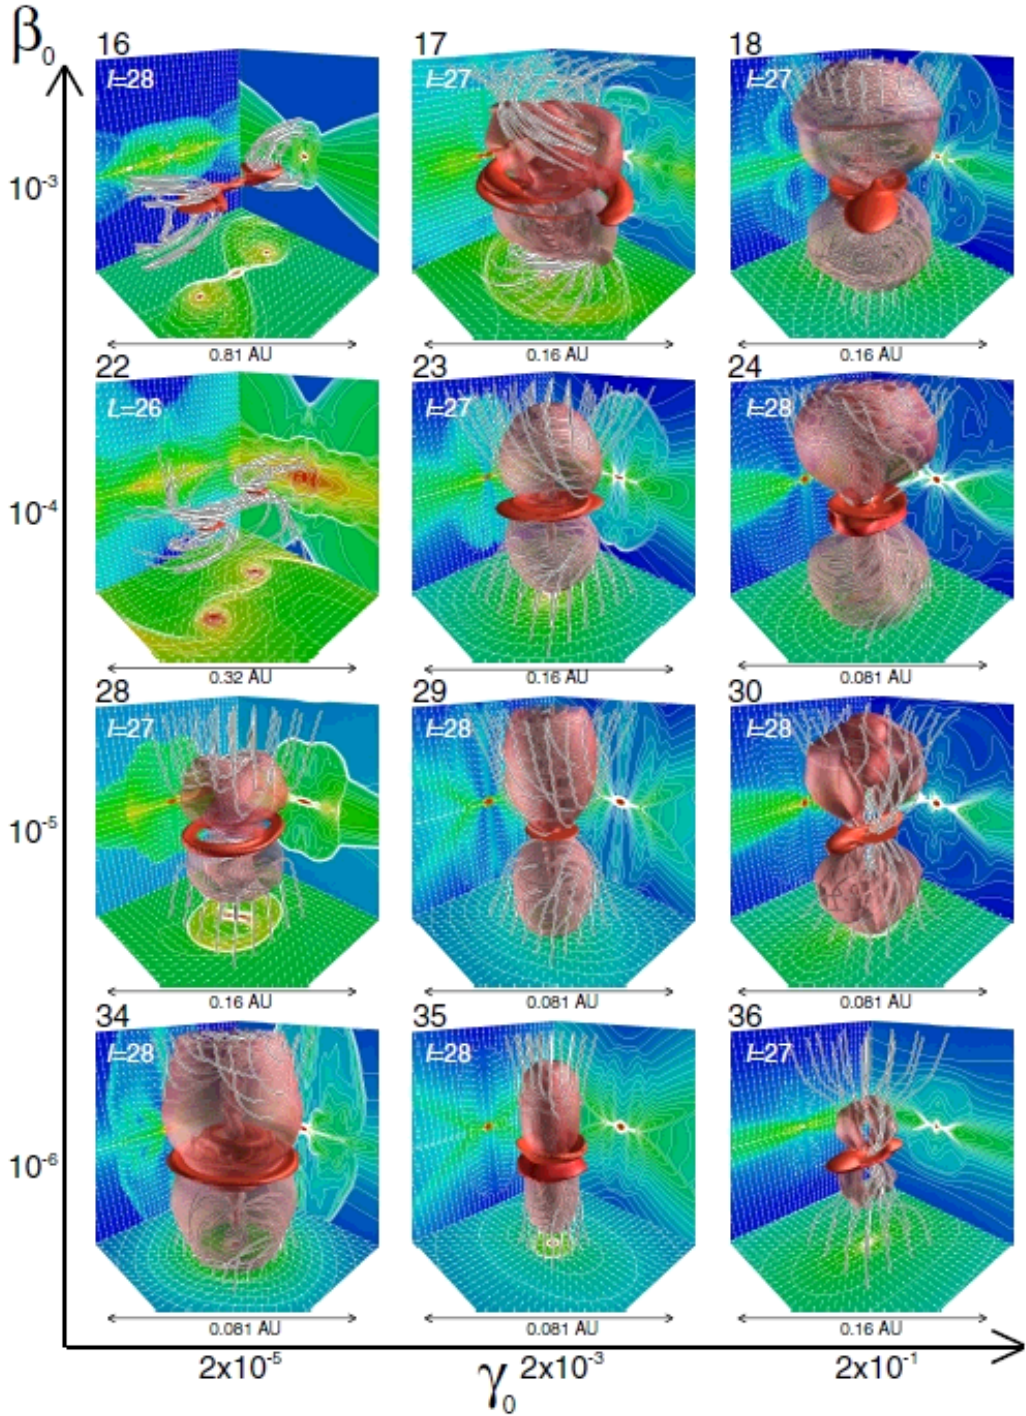 β₀
16 17 18
l=28 l=27 l=27
10⁻³
0.81 AU 0.16 AU 0.16 AU
22 23 24
L=26 l=27 l=28
10⁻⁴
0.32 AU 0.16 AU 0.081 AU
28 29 30
l=27 l=28 l=28
10⁻⁵
0.16 AU 0.081 AU 0.081 AU
34 35 36
l=28 l=28 l=27
10⁻⁶
0.081 AU 0.081 AU 0.16 AU
2x10⁻⁵ 2x10⁻³ 2x10⁻¹
γ₀